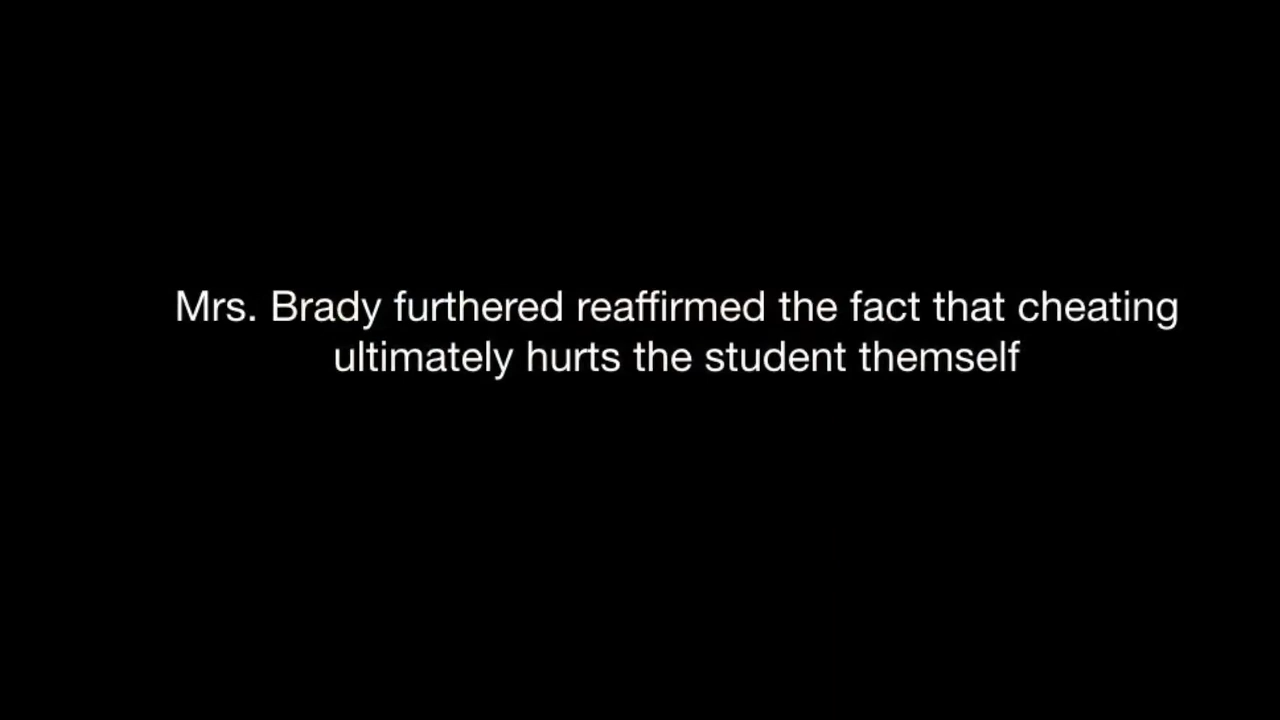 Mrs. Brady furthered reaffirmed the fact that cheating
ultimately hurts the student themself